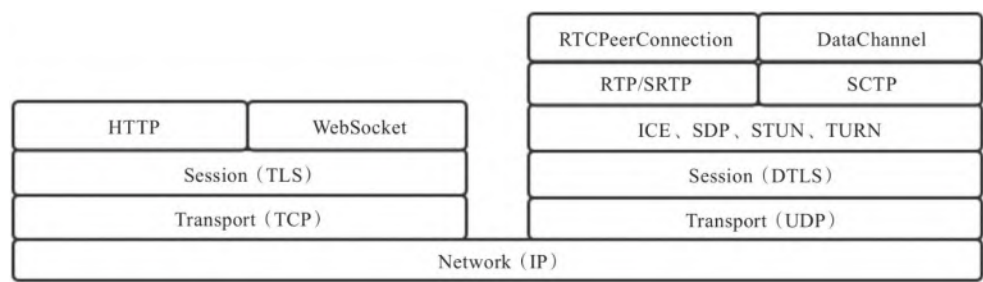 RTCPeerConnection DataChannel
RTP/SRTP SCTP
HTTP WebSocket ICE、SDP、STUN、TURN
Session（TLS） Session（DTLS）
Transport（TCP） Transport（UDP）
Network（IP）